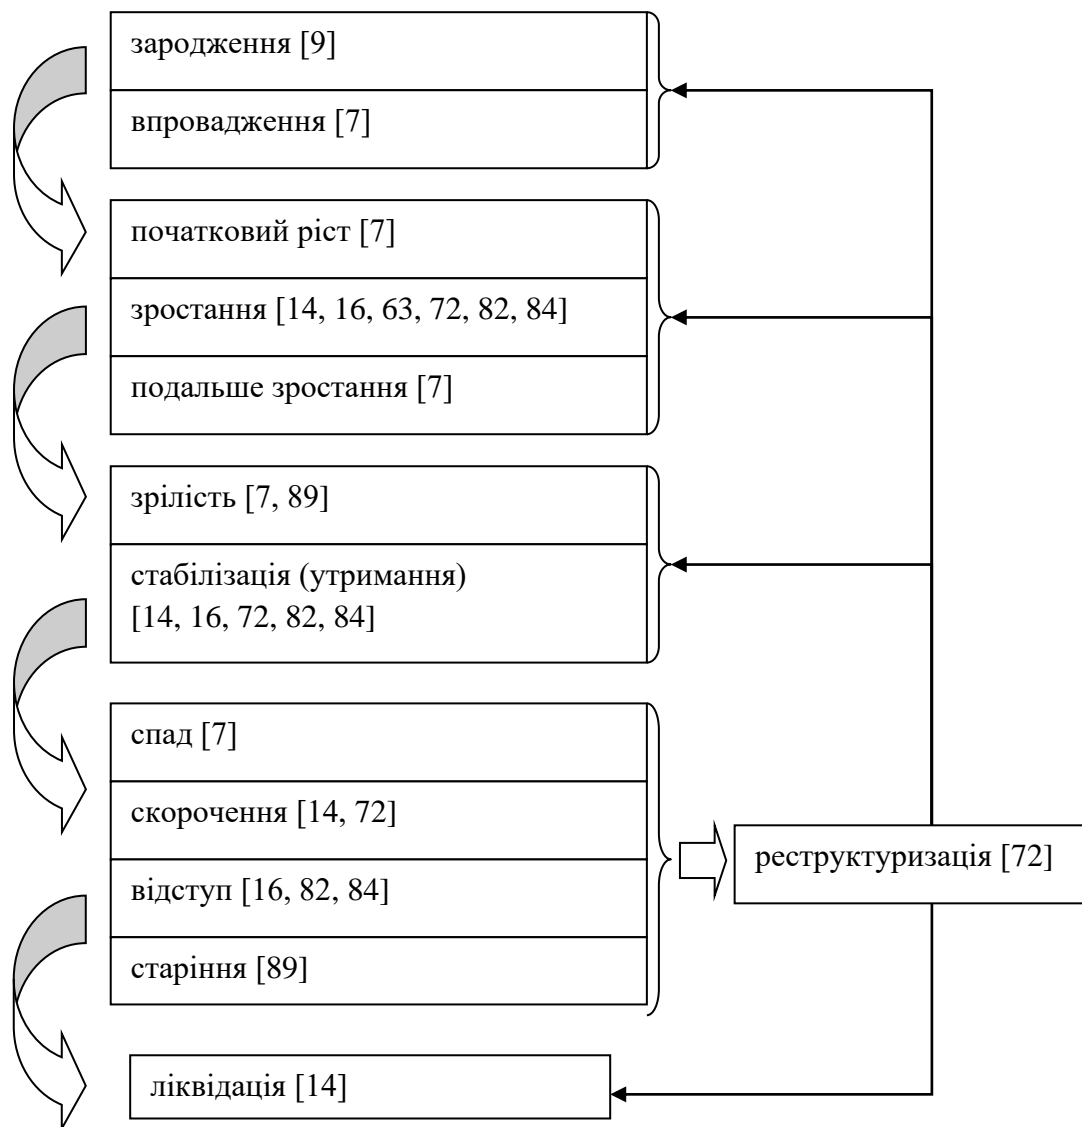 зародження [9]
впровадження [7]
початковий ріст [7]
зростання [14, 16, 63, 72, 82, 84]
подальше зростання [7]
зрілість [7, 89]
стабілізація (утримання)
[14, 16, 72, 82, 84]
спад [7]
скорочення [14, 72]
реструктуризація [72]
відступ [16, 82, 84]
старіння [89]
ліквідація [14]